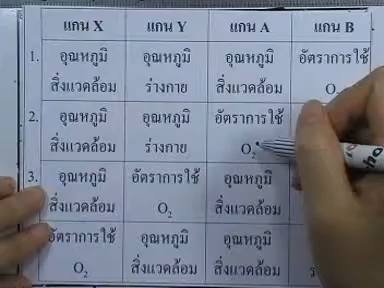 แกน X แกน Y แกน A แกน B
1. อุณหภูมิ อุณหภูมิ อุณหภูมิ อัตราการใช้
สิ่งแวดล้อม ร่างกาย สิ่งแวดล้อม O₂
2. อุณหภูมิ อุณหภูมิ อัตราการใช้
สิ่งแวดล้อม ร่างกาย O₂
3. อุณหภูมิ อัตราการใช้ อุณหภูมิ
สิ่งแวดล้อม O₂ สิ่งแวดล้อม
อัตราการใช้ อุณหภูมิ อุณหภูมิ
O₂ สิ่งแวดล้อม สิ่งแวดล้อม